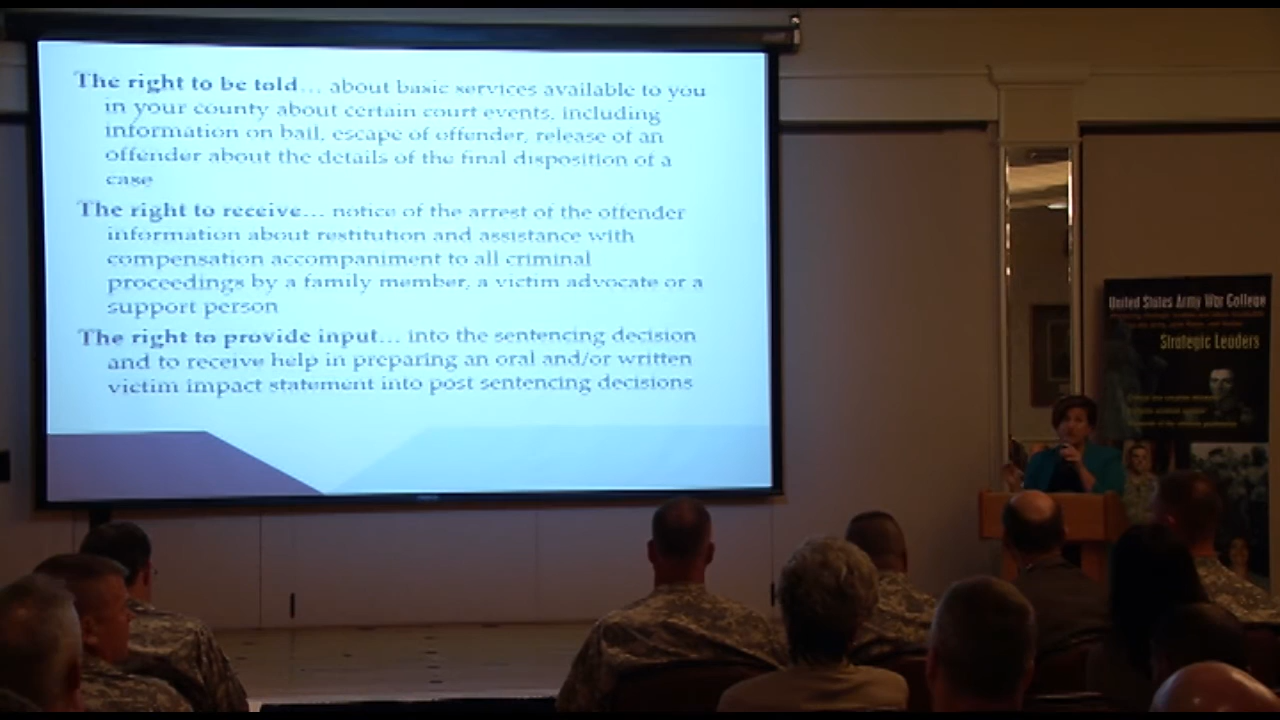 The right to be told... about basic services available to you
in your county about certain court events, including
information on bail, escape of offender, release of an
offender about the details of the final disposition of a
case
The right to receive... notice of the arrest of the offender
information about restitution and assistance with
compensation accompaniment to all criminal
proceedings by a family member, a victim advocate or a
support person
The right to provide input... into the sentencing decision
and to receive help in preparing an oral and/or written
victim impact statement into post sentencing decisions
United States Army War College
Strategic Leaders